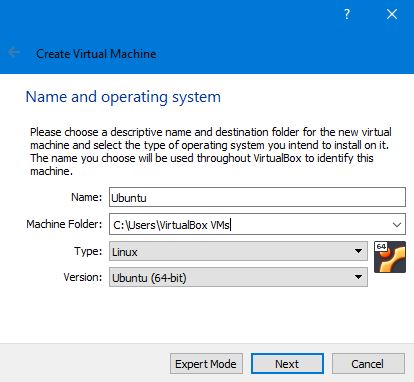 ?
Create Virtual Machine
Name and operating system
Please choose a descriptive name and destination folder for the new virtual
machine and select the type of operating system you intend to install on it.
The name you choose will be used throughout VirtualBox to identify this
machine.
Name: Ubuntu
Machine Folder: C:\Users\VirtualBox VMs
Type: Linux
64
Version: Ubuntu (64-bit)
Expert Mode Next Cancel